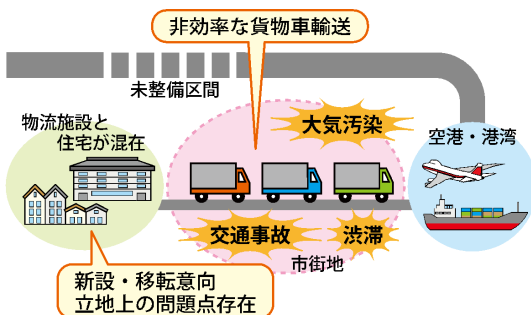 非効率な貨物車輸送
未整備区間
物流施設と
住宅が混在
大気汚染
空港・港湾
交通事故
渋滞
市街地
新設・移転意向
立地上の問題点存在